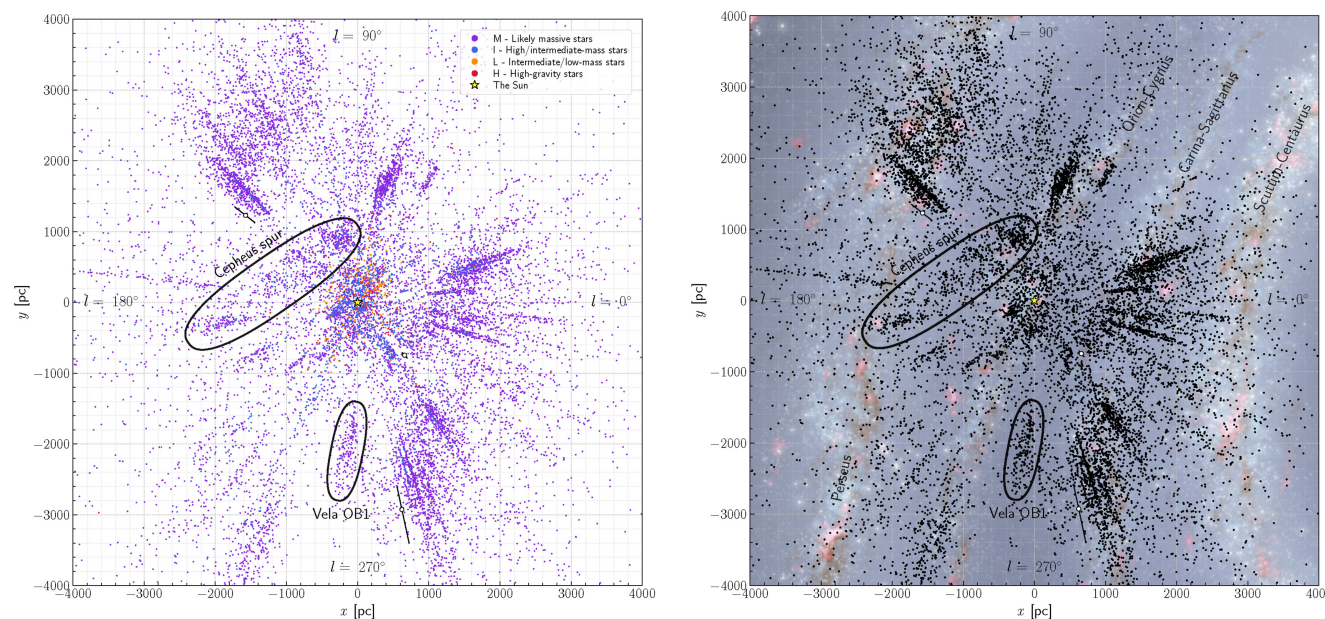 4000
3000
2000
1000
0
−1000
−2000
−3000
−4000
−4000 −3000 −2000 −1000 0 1000 2000 3000 4000
y [pc]
x [pc]
l = 90°
l = 180°
l = 0°
l = 270°
M - Likely massive stars
I - High/intermediate-mass stars
L - Intermediate/low-mass stars
H - High-gravity stars
The Sun
Cepheus spur
Vela OB1
4000
3000
2000
1000
0
−1000
−2000
−3000
−4000
−4000 −3000 −2000 −1000 0 1000 2000 3000 4000
y [pc]
x [pc]
l = 90°
l = 180°
l = 0°
l = 270°
Orion-Cygnus
Carina-Sagittarius
Scutum-Centaurus
Cepheus spur
Perseus
Vela OB1